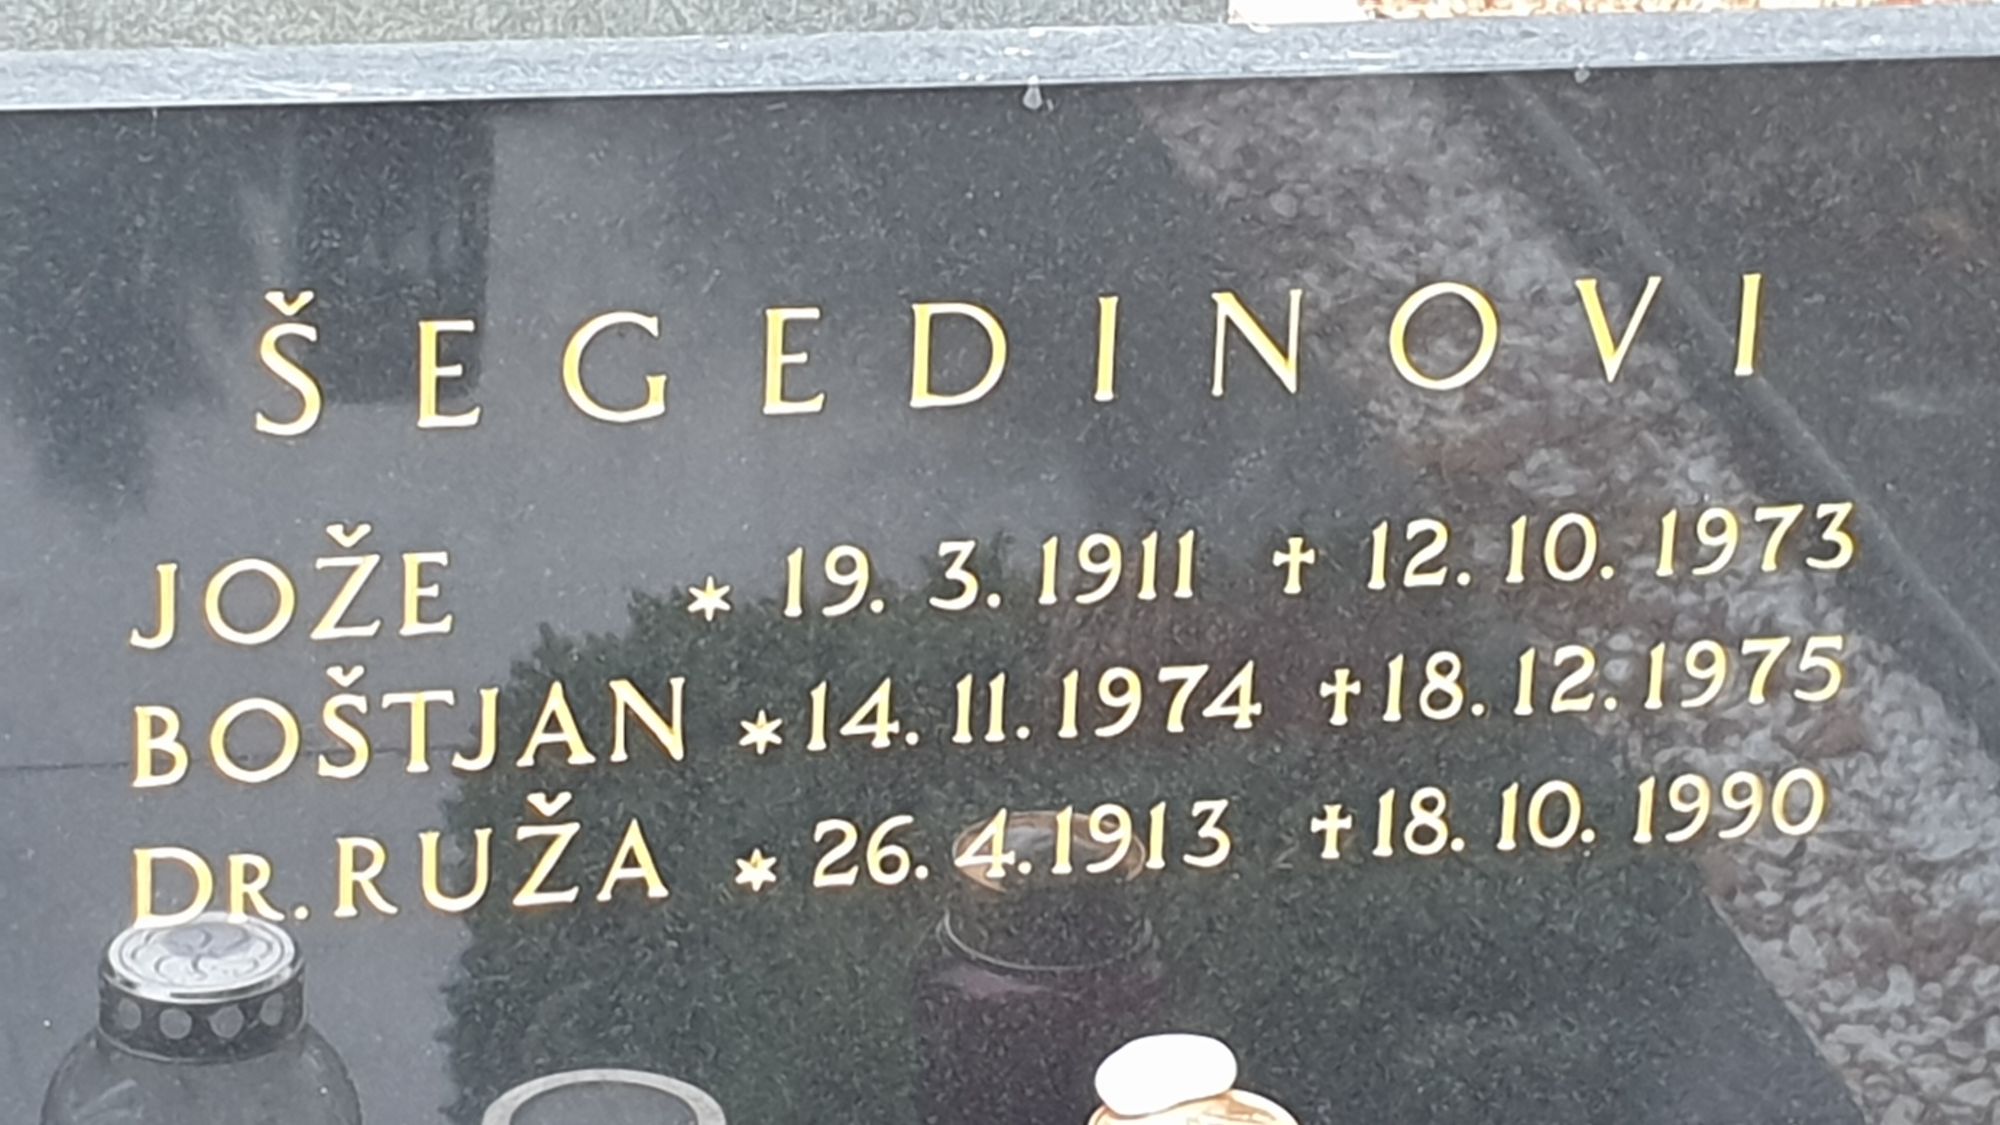 ŠEGEDINOVI
JOŽE * 19. 3. 1911 † 12. 10. 1973
BOŠTJAN * 14. 11. 1974 † 18. 12. 1975
DR. RUŽA * 26. 4. 1913 † 18. 10. 1990